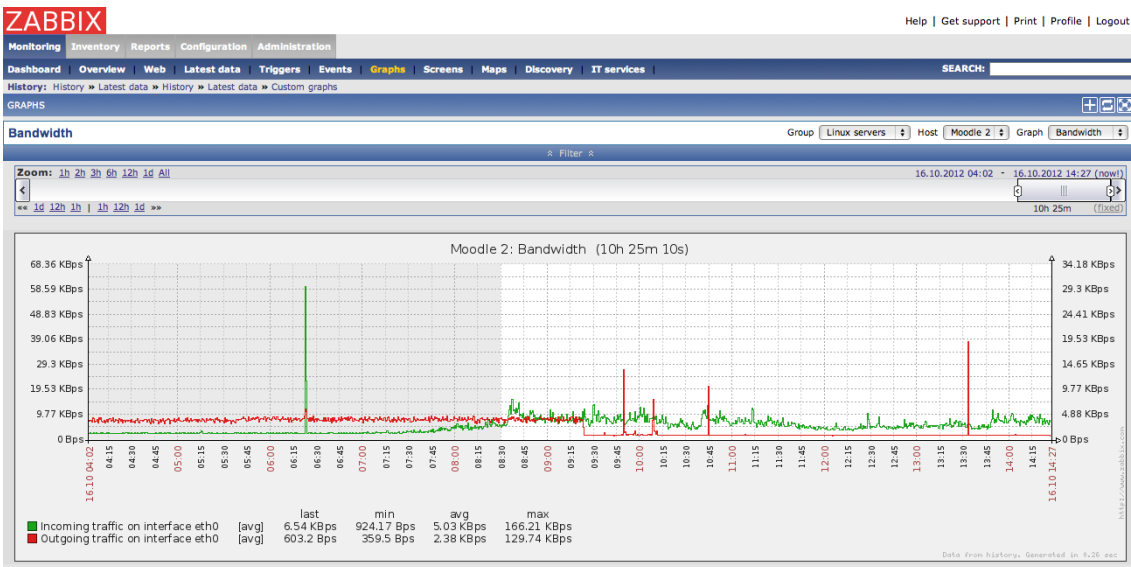 ZABBIX
Help | Get support | Print | Profile | Logout
Monitoring Inventory Reports Configuration Administration
Dashboard | Overview | Web | Latest data | Triggers | Events | Graphs | Screens | Maps | Discovery | IT services |
SEARCH:
History: History » Latest data » History » Latest data » Custom graphs
GRAPHS
Bandwidth
Group Linux servers Host Moodle 2 Graph Bandwidth
Filter
Zoom: 1h 2h 3h 6h 12h 1d All
16.10.2012 04:02 - 16.10.2012 14:27 (now!)
«« 1d 12h 1h | 1h 12h 1d »»
10h 25m (fixed)
Moodle 2: Bandwidth (10h 25m 10s)
68.36 KBps
58.59 KBps
48.83 KBps
39.06 KBps
29.3 KBps
19.53 KBps
9.77 KBps
0 Bps
34.18 KBps
29.3 KBps
24.41 KBps
19.53 KBps
14.65 KBps
9.77 KBps
4.88 KBps
0 Bps
16.10 04:02
04:15
04:30
04:45
05:00
05:15
05:30
05:45
06:00
06:15
06:30
06:45
07:00
07:15
07:30
07:45
08:00
08:15
08:30
08:45
09:00
09:15
09:30
09:45
10:00
10:15
10:30
10:45
11:00
11:15
11:30
11:45
12:00
12:15
12:30
12:45
13:00
13:15
13:30
13:45
14:00
14:15
16.10 14:27
last min avg max
Incoming traffic on interface eth0 [avg] 6.54 KBps 924.17 Bps 5.03 KBps 166.21 KBps
Outgoing traffic on interface eth0 [avg] 603.2 Bps 359.5 Bps 2.38 KBps 129.74 KBps
http://www.zabbix.com
Data from history. Generated in 0.26 sec